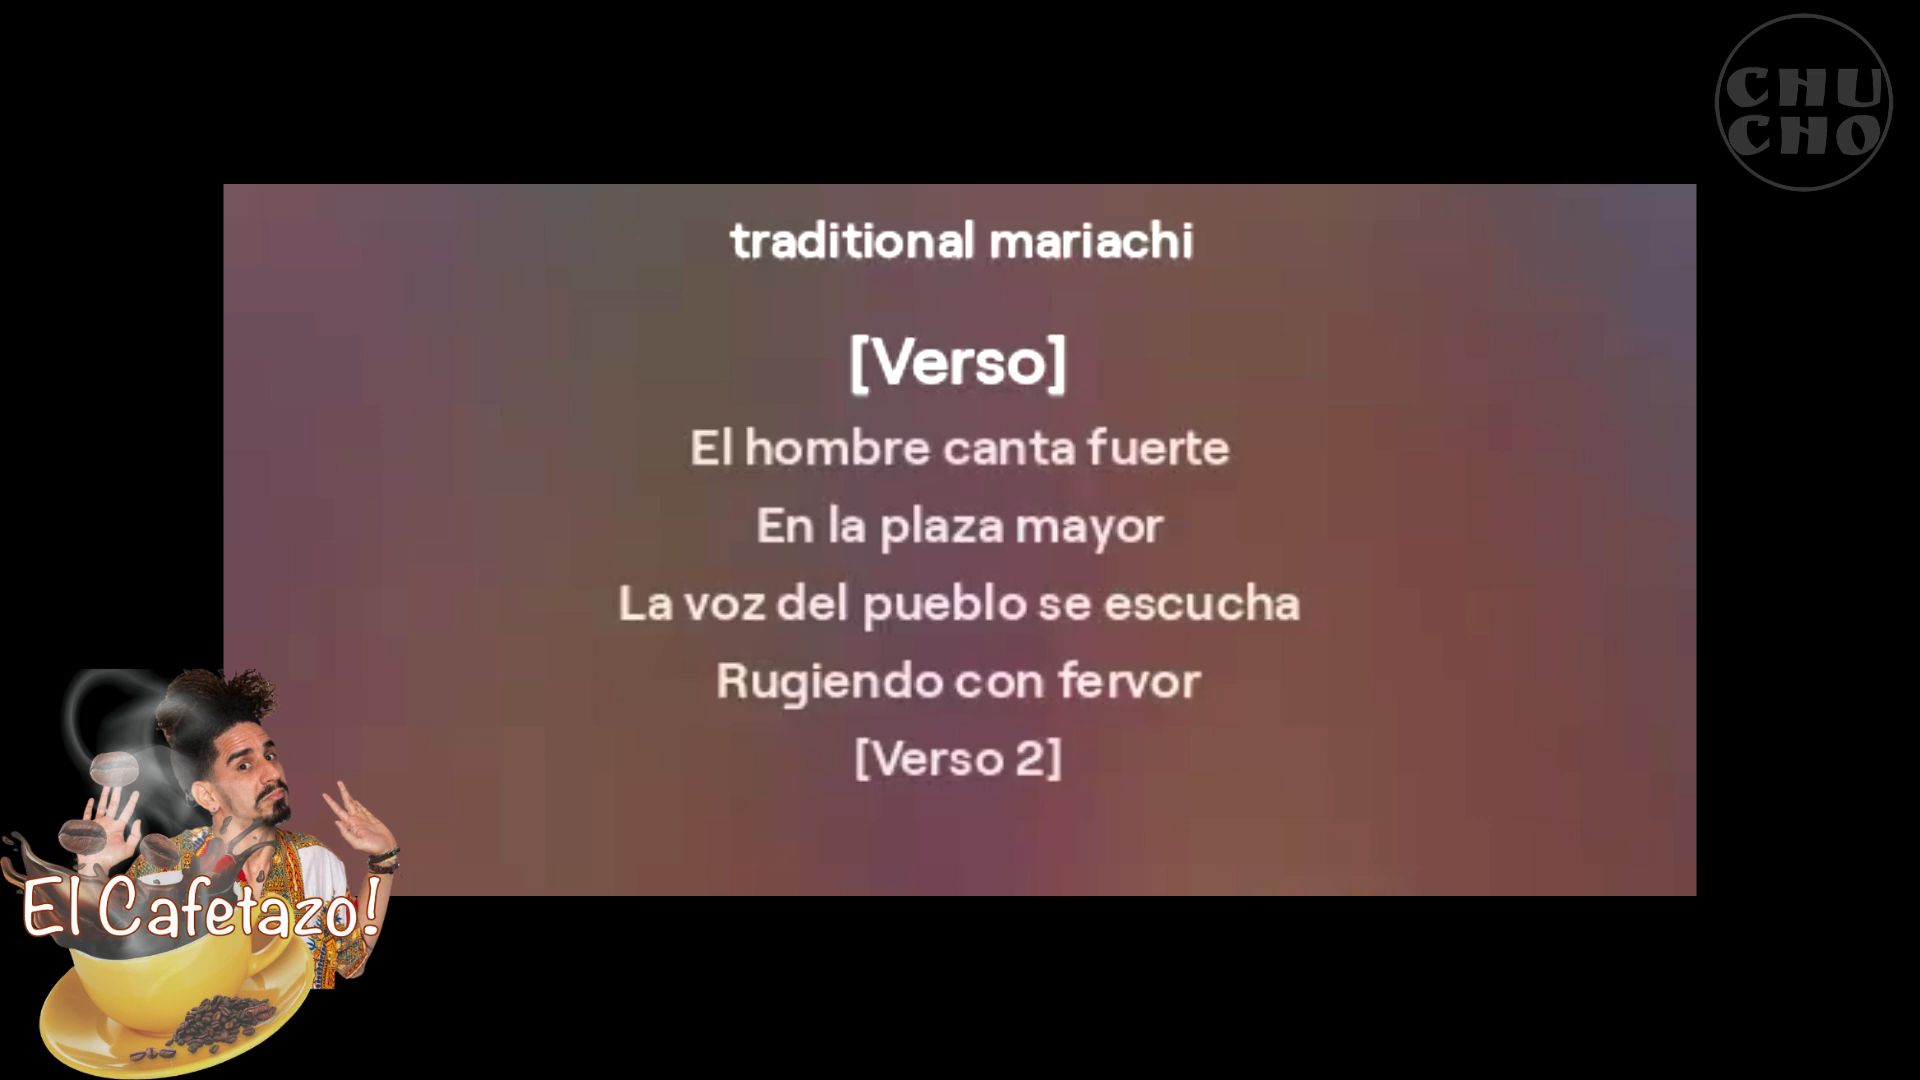 CHU
CHO
traditional mariachi
[Verso]
El hombre canta fuerte
En la plaza mayor
La voz del pueblo se escucha
Rugiendo con fervor
[Verso 2]
El Cafetazo!